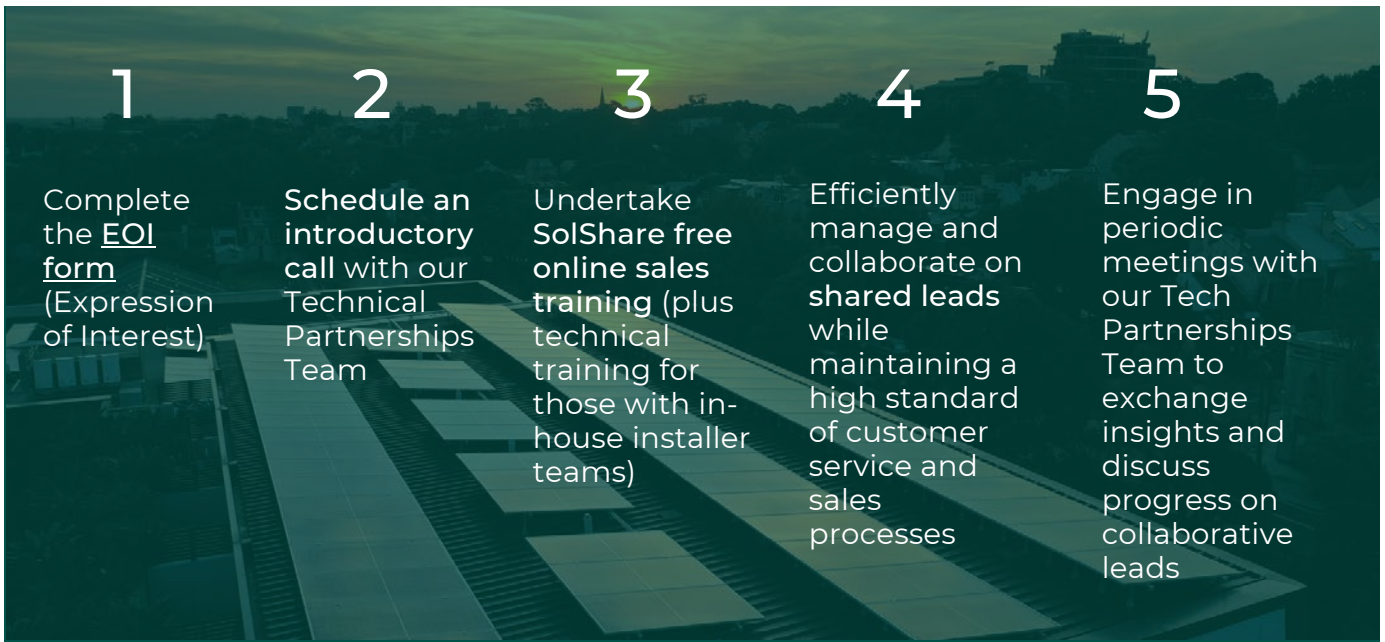 1
Complete
the EOI
form
(Expression
of Interest)
2
Schedule an
introductory
call with our
Technical
Partnerships
Team
3
Undertake
SolShare free
online sales
training (plus
technical
training for
those with in-
house installer
teams)
4
Efficiently
manage and
collaborate on
shared leads
while
maintaining a
high standard
of customer
service and
sales
processes
5
Engage in
periodic
meetings with
our Tech
Partnerships
Team to
exchange
insights and
discuss
progress on
collaborative
leads